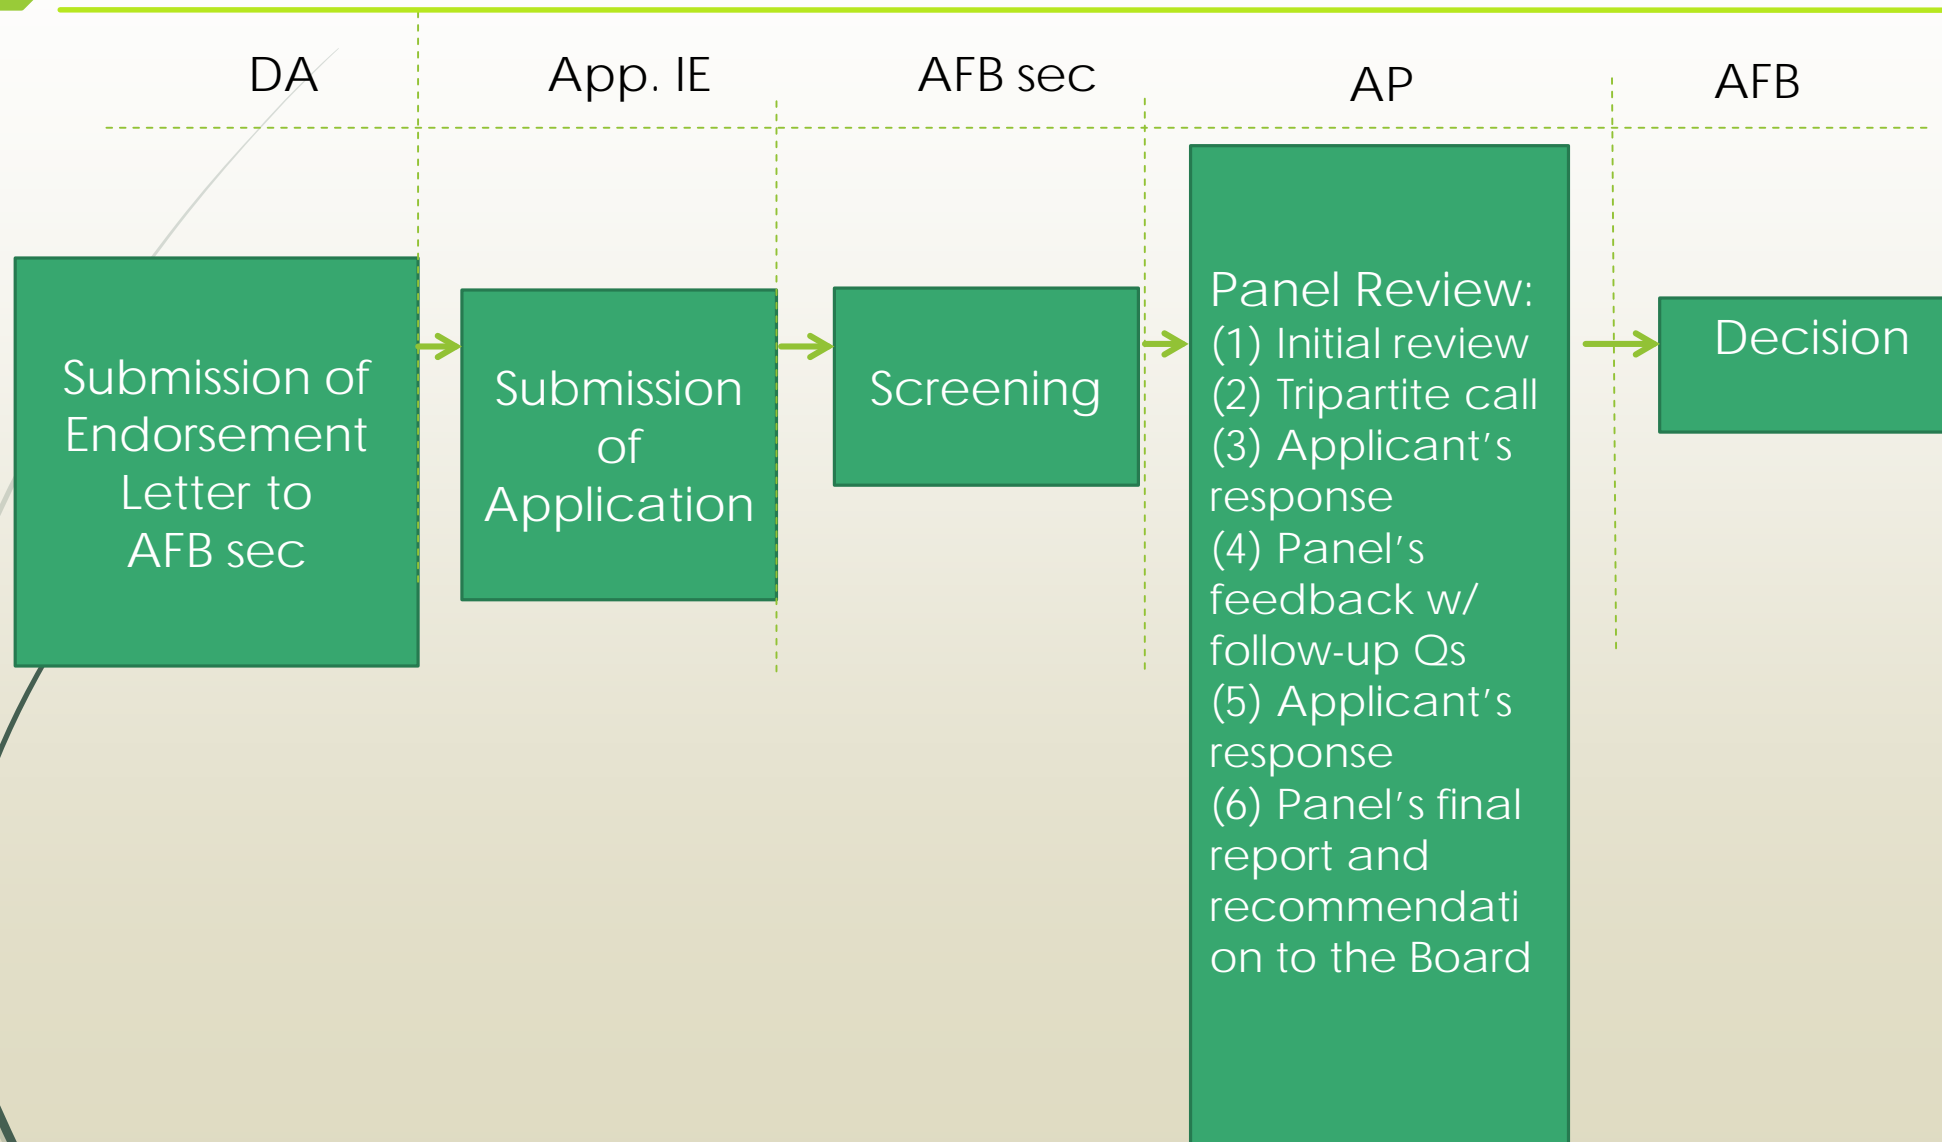 DA
App. IE
AFB sec
AP
AFB
Submission of
Endorsement
Letter to
AFB sec
Submission
of
Application
Screening
Panel Review:
(1) Initial review
(2) Tripartite call
(3) Applicant’s
response
(4) Panel’s
feedback w/
follow-up Qs
(5) Applicant’s
response
(6) Panel’s final
report and
recommendati
on to the Board
Decision